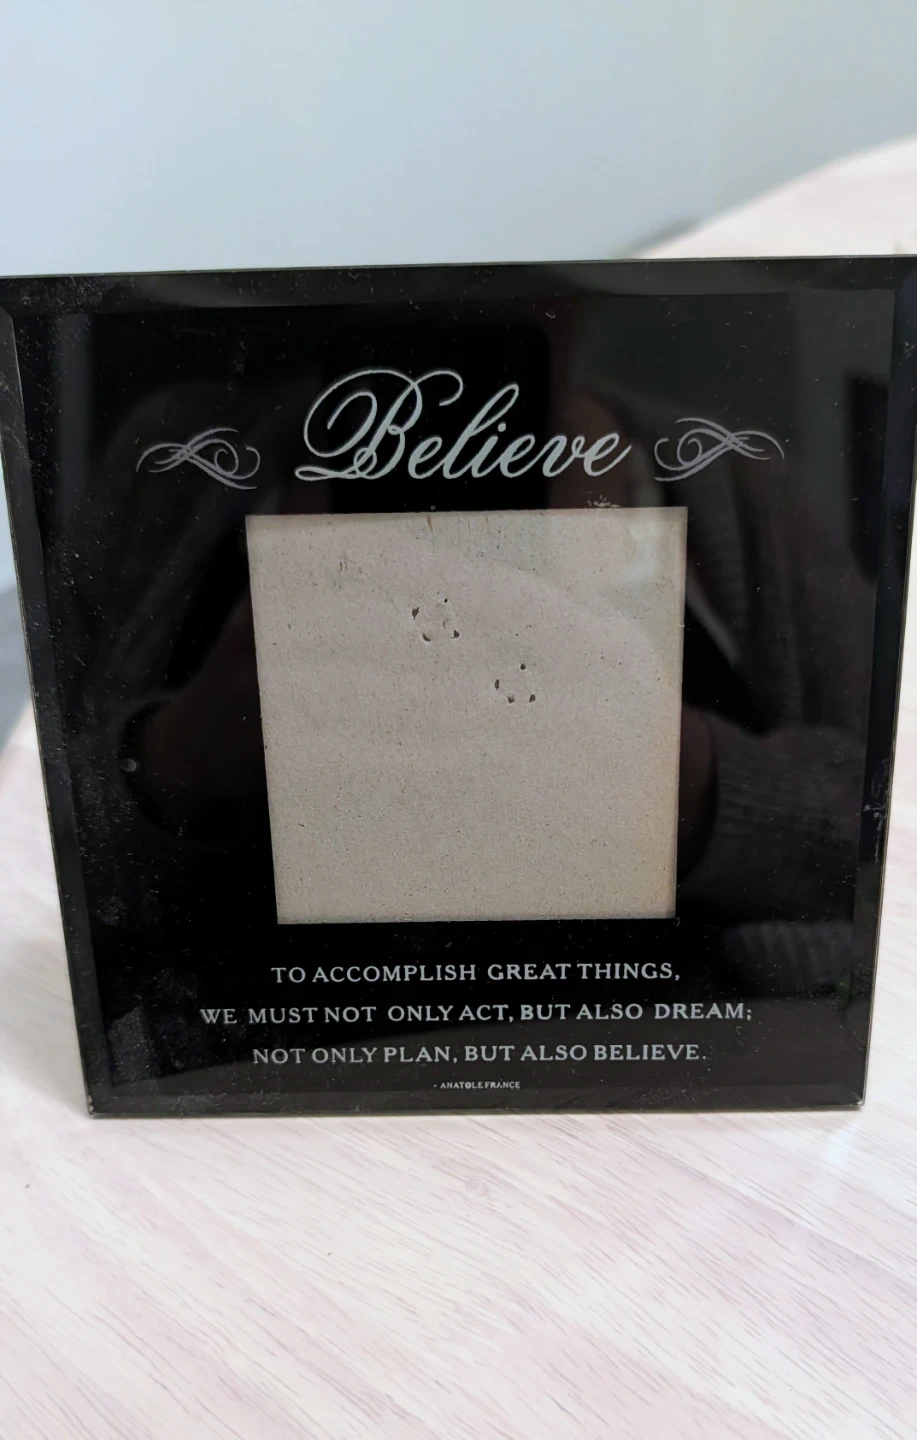 Believe
TO ACCOMPLISH GREAT THINGS,
WE MUST NOT ONLY ACT, BUT ALSO DREAM;
NOT ONLY PLAN, BUT ALSO BELIEVE.
- ANATOLE FRANCE